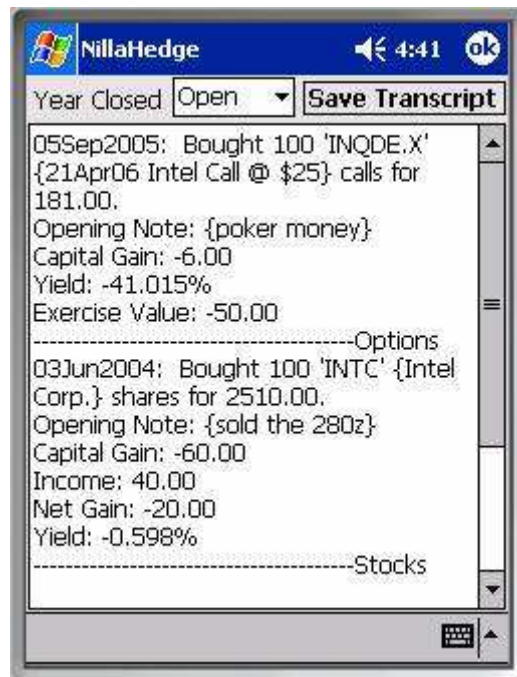 NillaHedge 4:41 ok
Year Closed Open Save Transcript
05Sep2005: Bought 100 'INQDE.X'
{21Apr06 Intel Call @ $25} calls for
181.00.
Opening Note: {poker money}
Capital Gain: -6.00
Yield: -41.015%
Exercise Value: -50.00
------------------------------------Options
03Jun2004: Bought 100 'INTC' {Intel
Corp.} shares for 2510.00.
Opening Note: {sold the 280z}
Capital Gain: -60.00
Income: 40.00
Net Gain: -20.00
Yield: -0.598%
------------------------------------Stocks